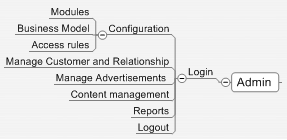 Modules
Business Model
Configuration
Access rules
Manage Customer and Relationship
Login
Manage Advertisements
Admin
Content management
Reports
Logout